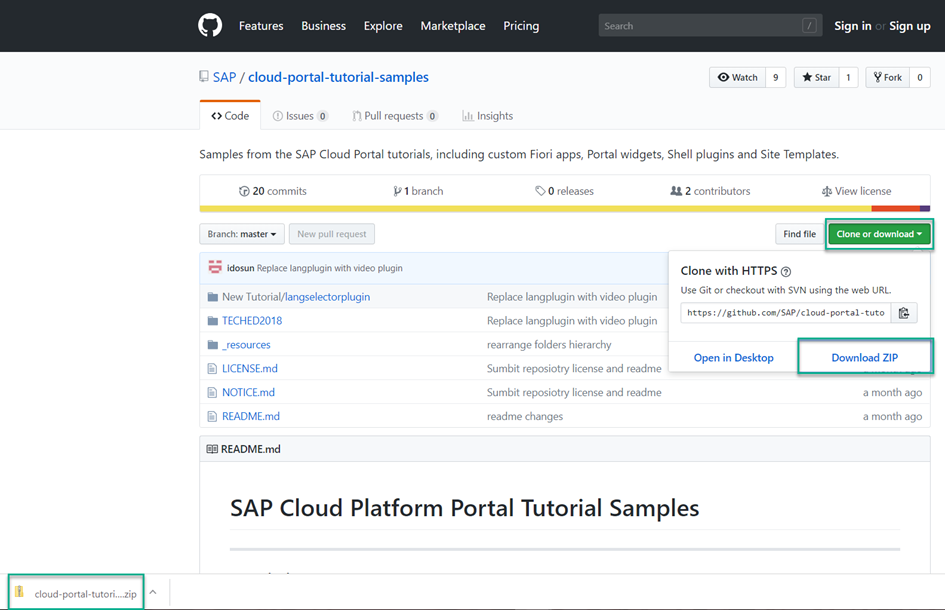 Features Business Explore Marketplace Pricing Search / Sign in or Sign up
SAP / cloud-portal-tutorial-samples Watch 9 Star 1 Fork 0
Code Issues 0 Pull requests 0 Insights
Samples from the SAP Cloud Portal tutorials, including custom Fiori apps, Portal widgets, Shell plugins and Site Templates.
20 commits 1 branch 0 releases 2 contributors View license
Branch: master New pull request Find file Clone or download
idosun Replace langplugin with video plugin
New Tutorial/langselectorplugin Replace langplugin with video plugin
TECHED2018 Replace langplugin with video plugin
_resources rearrange folders hierarchy
LICENSE.md Sumbit reposiotry license and readme
NOTICE.md Sumbit reposiotry license and readme a month ago
README.md readme changes a month ago
Clone with HTTPS
Use Git or checkout with SVN using the web URL.
https://github.com/SAP/cloud-portal-tuto
Open in Desktop Download ZIP
README.md
SAP Cloud Platform Portal Tutorial Samples
cloud-portal-tutori....zip